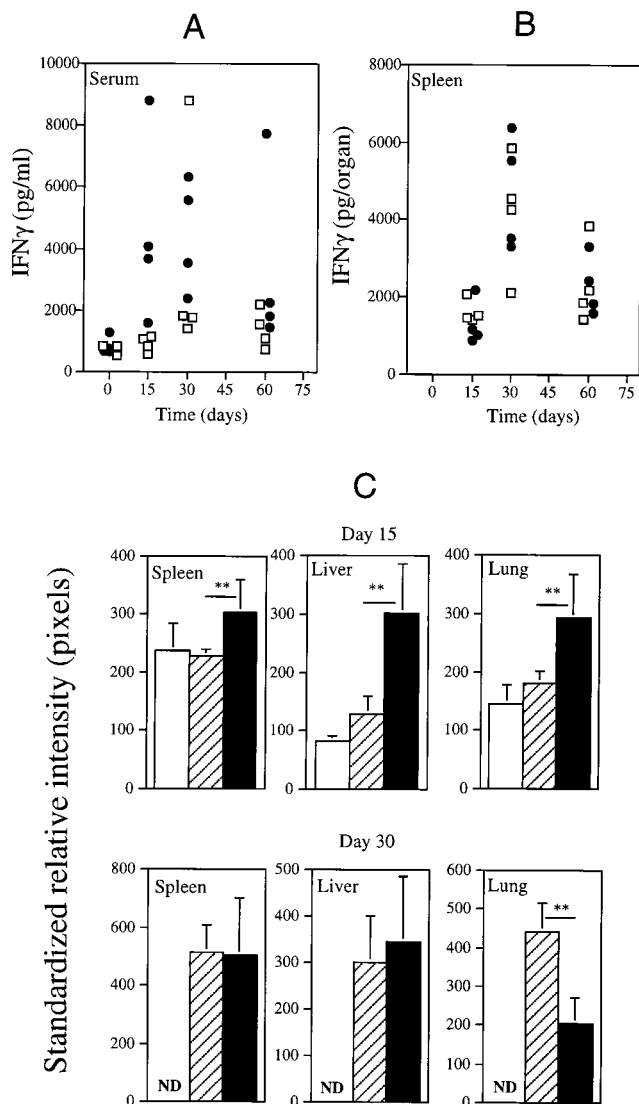 A
B
Serum
IFNγ (pg/ml)
10000
8000
6000
4000
2000
0
0 15 30 45 60 75
Time (days)
Spleen
IFNγ (pg/organ)
8000
6000
4000
2000
0
0 15 30 45 60 75
Time (days)
C
Standardized relative intensity (pixels)
Day 15
Spleen
400
300
200
100
0
**
Liver
400
300
200
100
0
**
Lung
400
300
200
100
0
**
Day 30
Spleen
800
600
400
200
0
ND
Liver
500
400
300
200
100
0
ND
Lung
600
500
400
300
200
100
0
**
ND